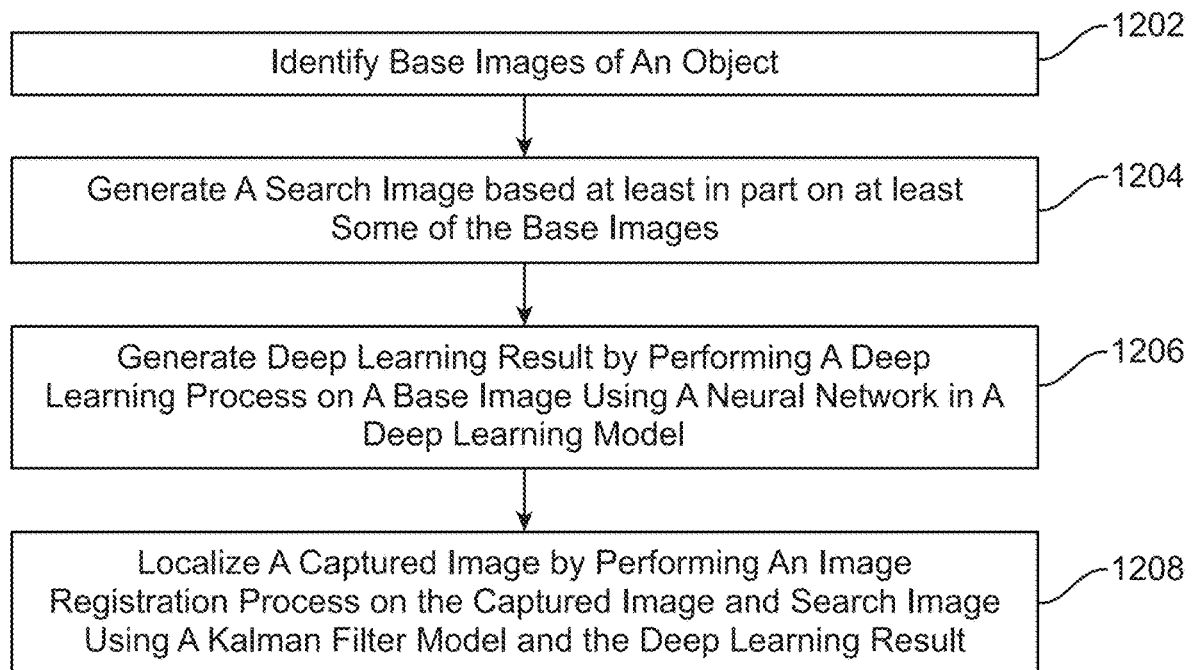 1202
Identify Base Images of An Object
1204
Generate A Search Image based at least in part on at least
Some of the Base Images
1206
Generate Deep Learning Result by Performing A Deep
Learning Process on A Base Image Using A Neural Network in A
Deep Learning Model
1208
Localize A Captured Image by Performing An Image
Registration Process on the Captured Image and Search Image
Using A Kalman Filter Model and the Deep Learning Result